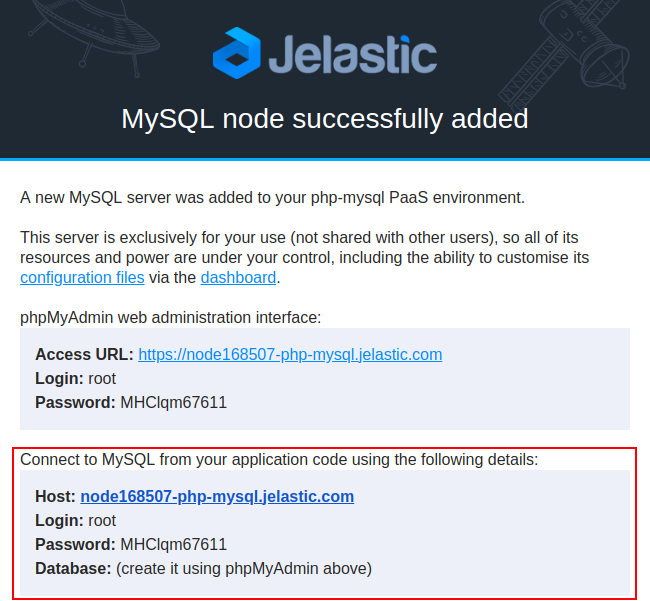 Jelastic
MySQL node successfully added
A new MySQL server was added to your php-mysql PaaS environment.
This server is exclusively for your use (not shared with other users), so all of its
resources and power are under your control, including the ability to customise its
configuration files via the dashboard.
phpMyAdmin web administration interface:
Access URL: https://node168507-php-mysql.jelastic.com
Login: root
Password: MHClqm67611
Connect to MySQL from your application code using the following details:
Host: node168507-php-mysql.jelastic.com
Login: root
Password: MHClqm67611
Database: (create it using phpMyAdmin above)